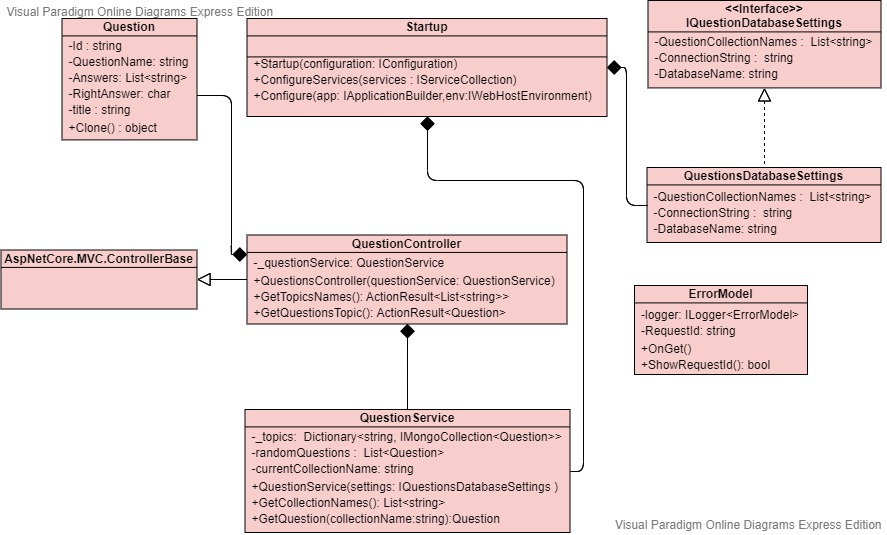 Visual Paradigm Online Diagrams Express Edition
Question
-Id : string
-QuestionName: string
-Answers: List<string>
-RightAnswer: char
-title : string
+Clone() : object
Startup
+Startup(configuration: IConfiguration)
+ConfigureServices(services : IServiceCollection)
+Configure(app: IApplicationBuilder,env:IWebHostEnvironment)
<<Interface>>
IQuestionDatabaseSettings
-QuestionCollectionNames : List<string>
-ConnectionString : string
-DatabaseName: string
QuestionsDatabaseSettings
-QuestionCollectionNames : List<string>
-ConnectionString : string
-DatabaseName: string
AspNetCore.MVC.ControllerBase
QuestionController
-_questionService: QuestionService
+QuestionsController(questionService: QuestionService)
+GetTopicsNames(): ActionResult<List<string>>
+GetQuestionsTopic(): ActionResult<Question>
ErrorModel
-logger: ILogger<ErrorModel>
-RequestId: string
+OnGet()
+ShowRequestId(): bool
QuestionService
-_topics: Dictionary<string, IMongoCollection<Question>>
-randomQuestions : List<Question>
-currentCollectionName: string
+QuestionService(settings: IQuestionsDatabaseSettings )
+GetCollectionNames(): List<string>
+GetQuestion(collectionName:string):Question
Visual Paradigm Online Diagrams Express Edition